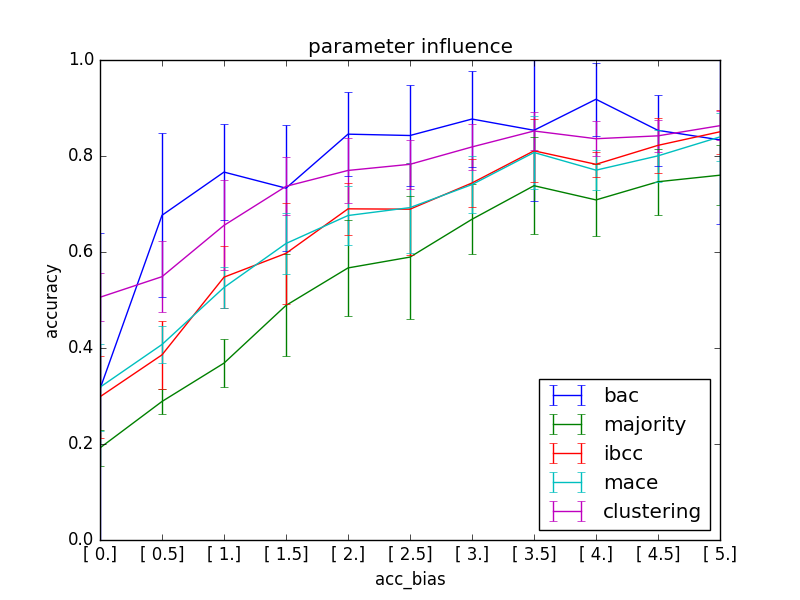 parameter influence
1.0
0.8
0.6
0.4
0.2
0.0
accuracy
bac
majority
ibcc
mace
clustering
[ 0.] [ 0.5] [ 1.] [ 1.5] [ 2.] [ 2.5] [ 3.] [ 3.5] [ 4.] [ 4.5] [ 5.]
acc_bias